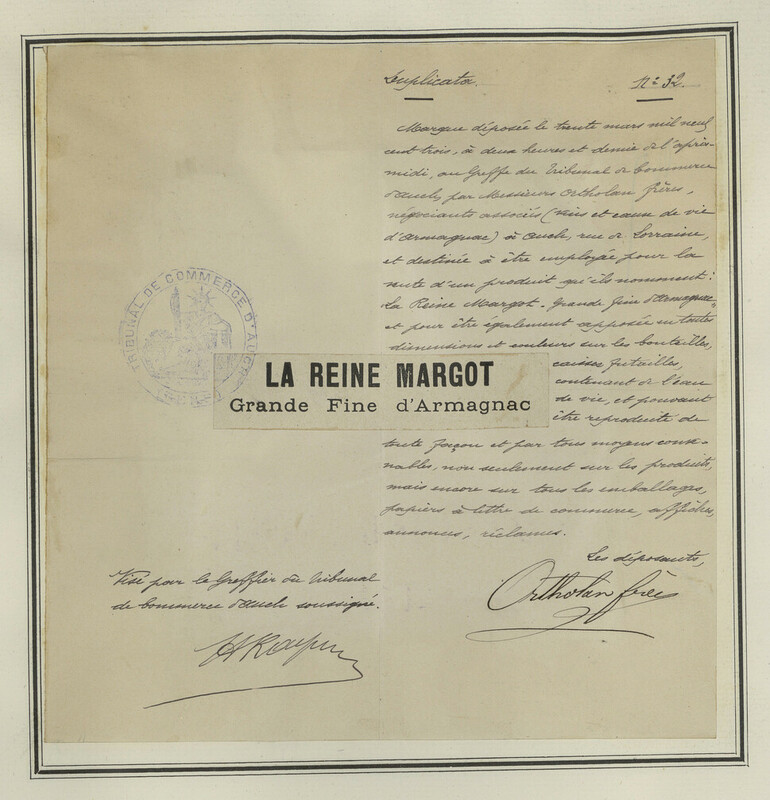 Duplicata. Nº 32.
Marque déposée le trente mars mil neuf
cent trois, à deux heures et demie de l'après-
midi, au Greffe du Tribunal de Commerce
d'Auch, par Messieurs Ortholan frères,
négociants associés (vins et eaux de vie
d'Armagnac) à Auch, rue de Lorraine,
et destinée à être employée pour la
vente d'un produit qu'ils nomment:
La Reine Margot - Grande fine d'Armagnac
et pour être également apposée en toutes
dimensions et couleurs sur les bouteilles,
caisses, futailles,
contenant de l'eau
de vie, et pouvant
être reproduite de
toute façon et par tous moyens conve-
nables, non seulement sur les produits,
mais encore sur tous les emballages,
papiers à lettre de commerce, affiches,
annonces, réclames.
Les déposants,
Ortholan frères
TRIBUNAL DE COMMERCE D'AUCH
LA REINE MARGOT
Grande Fine d'Armagnac
Visé par le Greffier du Tribunal
de Commerce d'Auch soussigné.